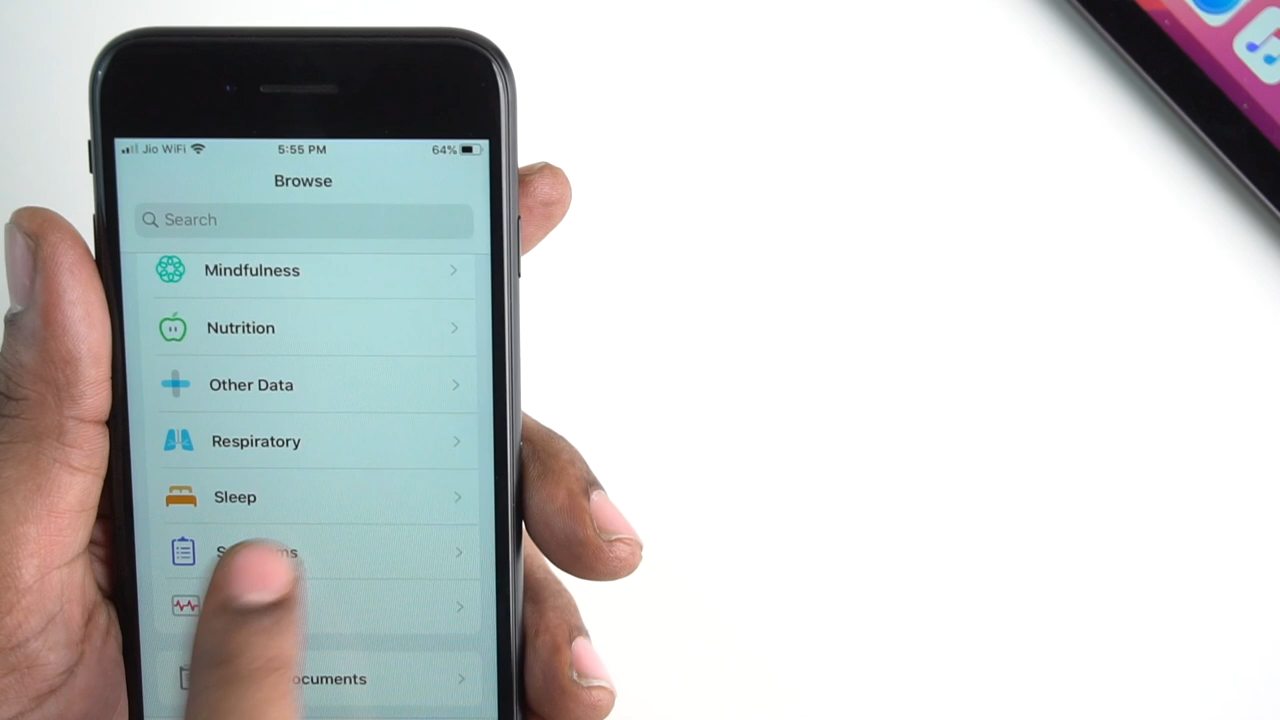 Jio WiFi 5:55 PM 64%
Browse
Search
Mindfulness
Nutrition
Other Data
Respiratory
Sleep